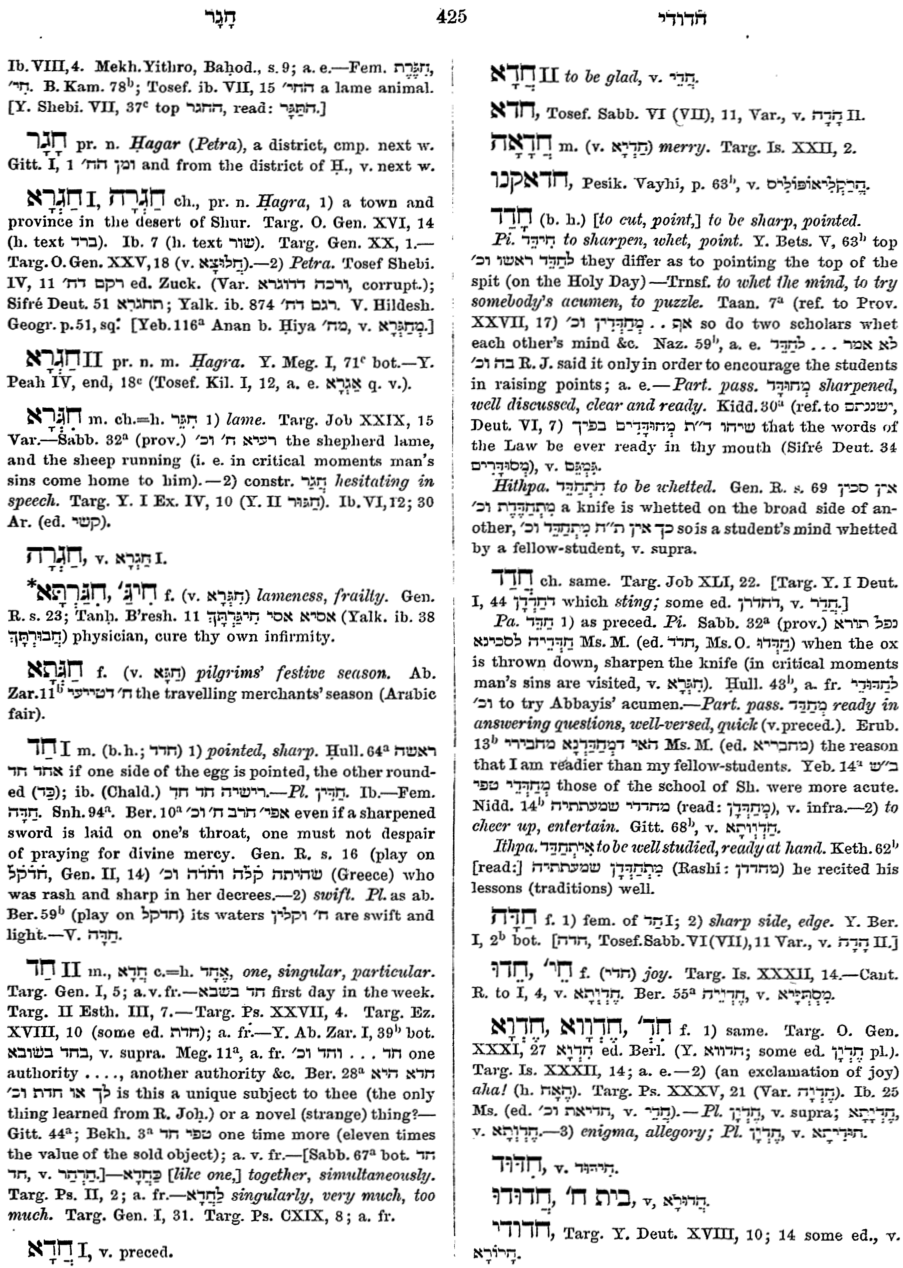 חָגָר 425 חדודי
Ib. VIII, 4. Mekh. Yithro, Baḥod., s. 9; a. e.—Fem. חִגֶּרֶת,
חִי׳. B. Kam. 78ᵇ; Tosef. ib. VII, 15 החי׳ a lame animal.
[Y. Shebi. VII, 37ᶜ top החגר, read: חֹתַגָּר.]
חָגָר pr. n. Ḥagar (Petra), a district, cmp. next w.
Gitt. I, 1 ומן הח׳ and from the district of Ḥ., v. next w.
חַגְרָא I, חַגְרָה ch., pr. n. Ḥagra, 1) a town and
province in the desert of Shur. Targ. O. Gen. XVI, 14
(h. text ברד). Ib. 7 (h. text שור). Targ. Gen. XX, 1.—
Targ. O. Gen. XXV, 18 (v. חֲלוּצָא).—2) Petra. Tosef Shebi.
IV, 11 רקם דח׳ ed. Zuck. (Var. ורכה דדוגרא, corrupt.);
Sifré Deut. 51 תחגרא; Yalk. ib. 874 רגם דח׳. V. Hildesh.
Geogr. p. 51, sq. [Yeb. 116ᵃ Anan b. Ḥiya מח׳, v. מְחַגְּרָא.]
חַגְרָא II pr. n. m. Ḥagra. Y. Meg. I, 71ᶜ bot.—Y.
Peah IV, end, 18ᶜ (Tosef. Kil. I, 12, a. e. אַגְרָא q. v.).
חִגְּרָא m. ch.=h. חִגֵּר 1) lame. Targ. Job XXIX, 15
Var.—Sabb. 32ᵃ (prov.) רעיא ח׳ וכ׳ the shepherd lame,
and the sheep running (i. e. in critical moments man's
sins come home to him).—2) constr. חֲגַר hesitating in
speech. Targ. Y. I Ex. IV, 10 (Y. II חַגּוּר). Ib. VI, 12; 30
Ar. (ed. קשר).
חַגְרָה, v. חַגְרָא I.
*חִיגַּ׳, חִגַּרְתָּא f. (v. חִגְּרָא) lameness, frailty. Gen.
R. s. 23; Tanḥ. B'resh. 11 אסיא אסי חִיגַּרְתָּךְ (Yalk. ib. 38
חֲבוּרְתָּךְ) physician, cure thy own infirmity.
חַגְּתָא f. (v. חַגָּא) pilgrims' festive season. Ab.
Zar. 11ᵇ ח׳ דטייעי the travelling merchants' season (Arabic
fair).
חַד I m. (b. h.; חדד) 1) pointed, sharp. Ḥull. 64ᵃ ראשה
אחד חד if one side of the egg is pointed, the other round-
ed (כַּד); ib. (Chald.) רישיה חד חד.—Pl. חַדִּין. Ib.—Fem.
חַדָּה. Snh. 94ᵃ. Ber. 10ᵃ אפי׳ חרב ח׳ וכ׳ even if a sharpened
sword is laid on one's throat, one must not despair
of praying for divine mercy. Gen. R. s. 16 (play on
חדקל, Gen. II, 14) שהיתה קלה וחדה וכ׳ (Greece) who
was rash and sharp in her decrees.—2) swift. Pl. as ab.
Ber. 59ᵇ (play on חדקל) its waters ח׳ וקלין are swift and
light.—V. חַדָּה.
חַד II m., חֲדָא c.=h. אֶחָד, one, singular, particular.
Targ. Gen. I, 5; a. v. fr.—חד בשבא first day in the week.
Targ. II Esth. III, 7.—Targ. Ps. XXVII, 4. Targ. Ez.
XVIII, 10 (some ed. חדת); a. fr.—Y. Ab. Zar. I, 39ᵇ bot.
בחד בשובא, v. supra. Meg. 11ᵃ, a. fr. חד ... וחד וכ׳ one
authority ...., another authority &c. Ber. 28ᵃ חדא היא
לך או חדת וכ׳ is this a unique subject to thee (the only
thing learned from R. Joḥ.) or a novel (strange) thing?—
Gitt. 44ᵃ; Bekh. 3ᵃ טפי חד one time more (eleven times
the value of the sold object); a. v. fr.—[Sabb. 67ᵃ bot. חד
חד, v. חַרְחַר.]—כַּחֲדָא [like one,] together, simultaneously.
Targ. Ps. II, 2; a. fr.—לַחֲדָא singularly, very much, too
much. Targ. Gen. I, 31. Targ. Ps. CXIX, 8; a. fr.
חֲדָא I, v. preced.
חֲדָא II to be glad, v. חֲדֵי.
חדא, Tosef. Sabb. VI (VII), 11, Var., v. הָדָה II.
חֲדָאָה m. (v. חַדְיָא) merry. Targ. Is. XXII, 2.
חדאקנו, Pesik. Vayhi, p. 63ᵇ, v. הֵרַקְלֵיאוֹפּוֹלִיס.
חָדַד (b. h.) [to cut, point,] to be sharp, pointed.
Pi. חִידֵּד to sharpen, whet, point. Y. Bets. V, 63ᵇ top
לחַדֵּד ראשו וכ׳ they differ as to pointing the top of the
spit (on the Holy Day)—Trnsf. to whet the mind, to try
somebody's acumen, to puzzle. Taan. 7ᵃ (ref. to Prov.
XXVII, 17) אף .. מְחַדְּדִין וכ׳ so do two scholars whet
each other's mind &c. Naz. 59ᵇ, a. e. לא אמר ... לחַדֵּד
בה וכ׳ R. J. said it only in order to encourage the students
in raising points; a. e.—Part. pass. מְחוּדָּד sharpened,
well discussed, clear and ready. Kidd. 30ᵃ (ref. to ושננתם,
Deut. VI, 7) שיהו ד״ת מְחוּדָּדִים בפיך that the words of
the Law be ever ready in thy mouth (Sifré Deut. 34
מְסוּדָּרִים), v. גִּמְגֵּם.
Hithpa. הִתְחַדֵּד to be whetted. Gen. R. s. 69 אין סכין
מִתְחַדֶּדֶת וכ׳ a knife is whetted on the broad side of an-
other, כך אין ת״ח מִתְחַדֵּד וכ׳ so is a student's mind whetted
by a fellow-student, v. supra.
חֲדַד ch. same. Targ. Job XLI, 22. [Targ. Y. I Deut.
I, 44 דחָדְדָן which sting; some ed. דחדרן, v. חֲדַר.]
Pa. חַדֵּד 1) as preced. Pi. Sabb. 32ᵃ (prov.) נפל תורא
חַדְּדֵיהּ לסכינא Ms. M. (ed. חדד, Ms. O. חַדְּדוּ) when the ox
is thrown down, sharpen the knife (in critical moments
man's sins are visited, v. חִגְּרָא). Ḥull. 43ᵇ, a. fr. לחַדּוּדֵי
וכ׳ to try Abbayis' acumen.—Part. pass. מְחַדַּד ready in
answering questions, well-versed, quick (v. preced.). Erub.
13ᵇ האי דמְחַדַּדְנָא מחבירי Ms. M. (ed. מחבריא) the reason
that I am readier than my fellow-students. Yeb. 14ᵃ ב״ש
מְחַדְּדֵי טפי those of the school of Sh. were more acute.
Nidd. 14ᵇ מחדדי שמעתתיה (read: מְחַדְּדָן), v. infra.—2) to
cheer up, entertain. Gitt. 68ᵇ, v. חֶדְוָותָא.
Ithpa. אִיתְחַדַּד to be well studied, ready at hand. Keth. 62ᵇ
[read:] מִתְחַדְּדָן שמעתתיה (Rashi: מחדדן) he recited his
lessons (traditions) well.
חַדָּה f. 1) fem. of חַד I; 2) sharp side, edge. Y. Ber.
I, 2ᵇ bot. [חדה, Tosef. Sabb. VI (VII), 11 Var., v. הָדָה II.]
חֵי׳, חֵדוּ f. (חדי) joy. Targ. Is. XXXII, 14.—Cant.
R. to I, 4, v. חֶדְוְתָא. Ber. 55ᵃ חֶדְוַיִיה, v. מְסַתְּיָיא.
חִדְ׳, חֶדְוָוא, חֶדְוָא f. 1) same. Targ. O. Gen.
XXXI, 27 חֶדְוָא ed. Berl. (Y. חדווא; some ed. חֶדְוָן pl.).
Targ. Is. XXXII, 14; a. e.—2) (an exclamation of joy)
aha! (h. הֶאָח). Targ. Ps. XXXV, 21 (Var. חֶדְוָיה). Ib. 25
Ms. (ed. חדיאת וכ׳, v. חֲדֵי).—Pl. חֶדְוָן, v. supra; חֶדְוָתָא,
v. חֶדְוְתָא.—3) enigma, allegory; Pl. חֶדְוָן, v. חוּדִיתָא.
חִדּוּד, v. חִידּוּד.
בית ח׳, חֲדוּדוּ, v, חֲדוּרָא.
חדודי, Targ. Y. Deut. XVIII, 10; 14 some ed., v.
חָרוֹרָא.